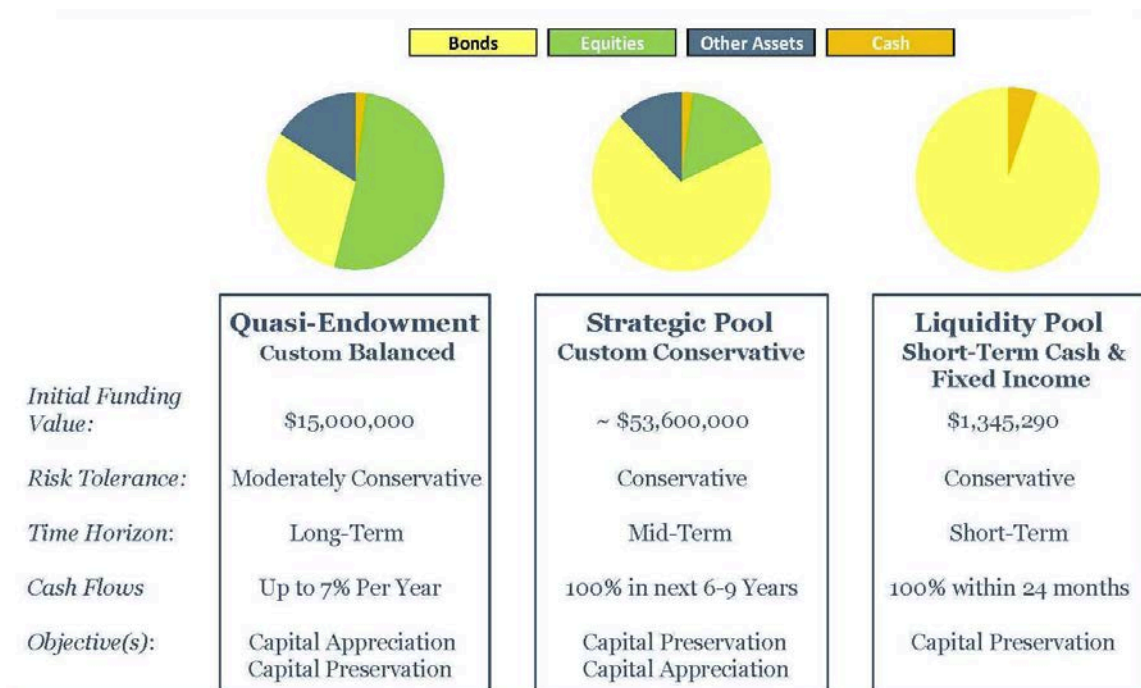 Bonds Equities Other Assets Cash
Quasi-Endowment Strategic Pool Liquidity Pool
Custom Balanced Custom Conservative Short-Term Cash &
Fixed Income
Initial Funding
Value: $15,000,000 ~ $53,600,000 $1,345,290
Risk Tolerance: Moderately Conservative Conservative Conservative
Time Horizon: Long-Term Mid-Term Short-Term
Cash Flows Up to 7% Per Year 100% in next 6-9 Years 100% within 24 months
Objective(s): Capital Appreciation Capital Preservation Capital Preservation
Capital Preservation Capital Appreciation